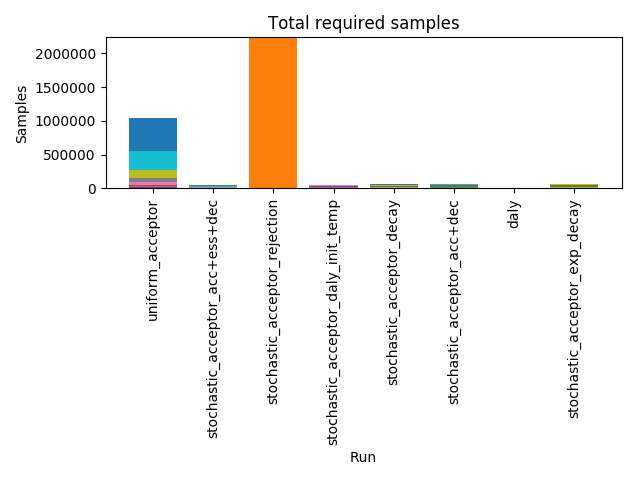 Total required samples
Samples
2000000
1500000
1000000
500000
0
uniform_acceptor
stochastic_acceptor_acc+ess+dec
stochastic_acceptor_rejection
stochastic_acceptor_daly_init_temp
stochastic_acceptor_decay
stochastic_acceptor_acc+dec
daly
stochastic_acceptor_exp_decay
Run